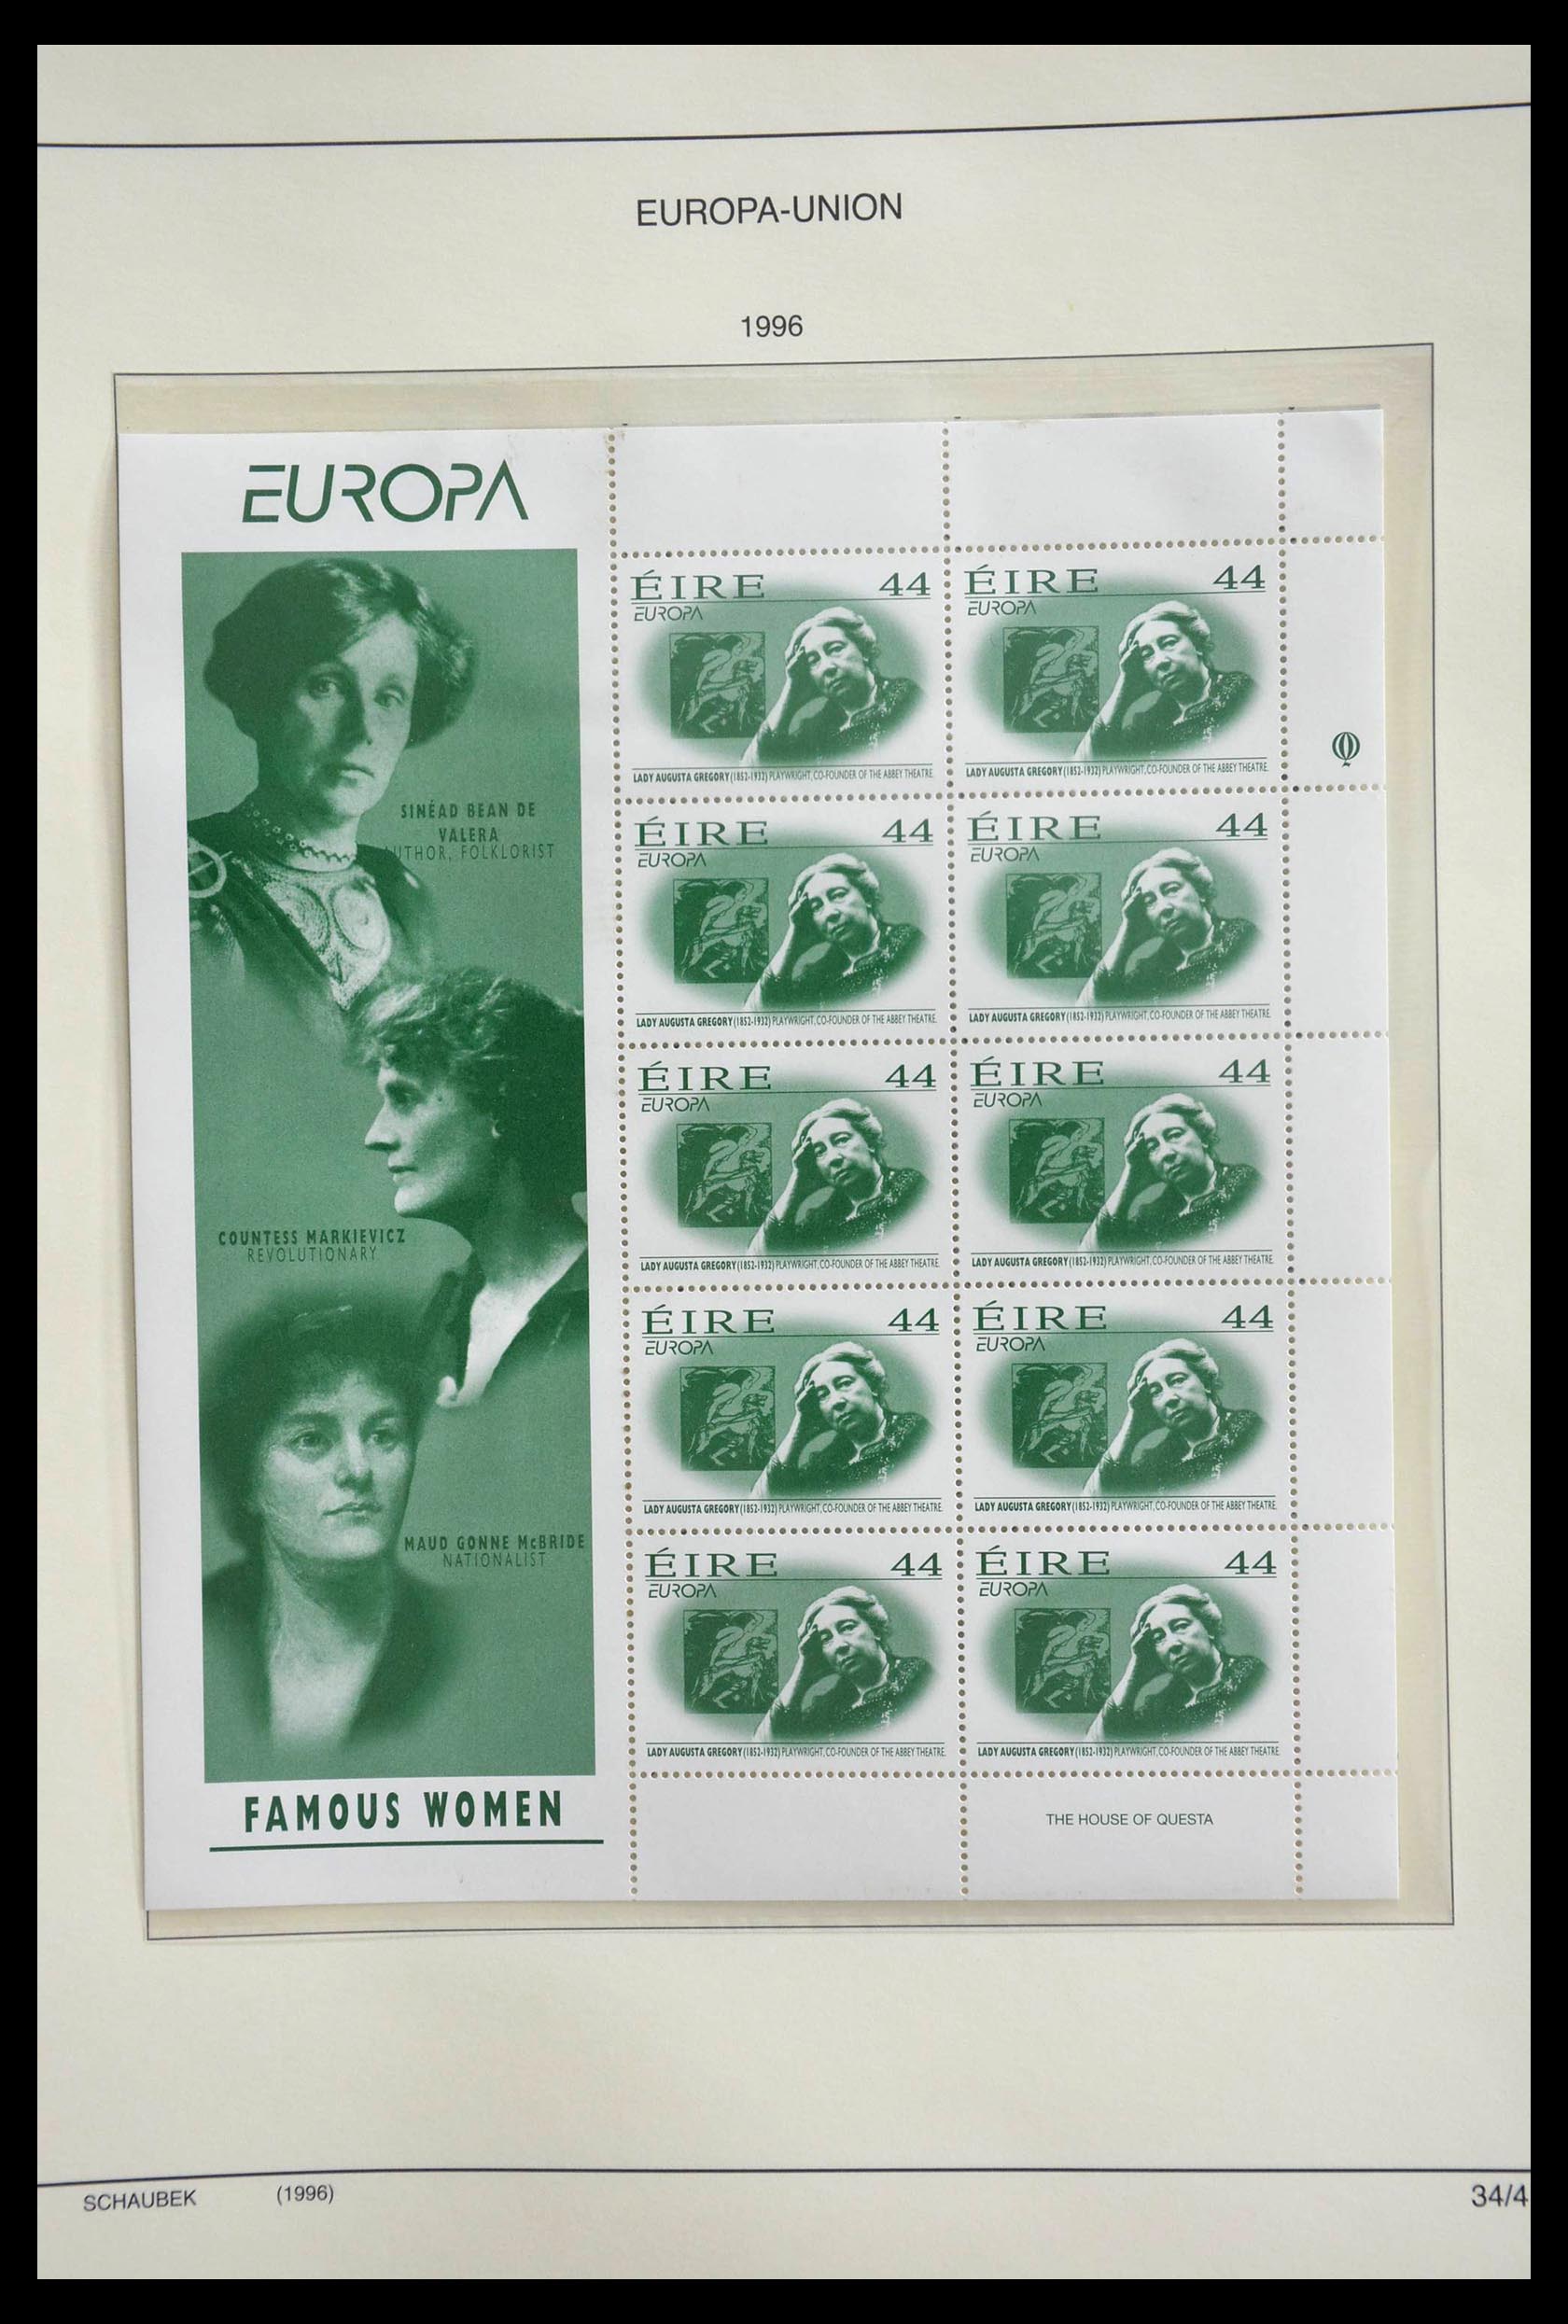 EUROPA-UNION
1996
EUROPA
SINÉAD BEAN DE
VALERA
AUTHOR, FOLKLORIST
COUNTESS MARKIEVICZ
REVOLUTIONARY
MAUD GONNE McBRIDE
NATIONALIST
FAMOUS WOMEN
ÉIRE 44
EUROPA
LADY AUGUSTA GREGORY (1852-1932) PLAYWRIGHT, CO-FOUNDER OF THE ABBEY THEATRE.
ÉIRE 44
EUROPA
LADY AUGUSTA GREGORY (1852-1932) PLAYWRIGHT, CO-FOUNDER OF THE ABBEY THEATRE.
ÉIRE 44
EUROPA
LADY AUGUSTA GREGORY (1852-1932) PLAYWRIGHT, CO-FOUNDER OF THE ABBEY THEATRE.
ÉIRE 44
EUROPA
LADY AUGUSTA GREGORY (1852-1932) PLAYWRIGHT, CO-FOUNDER OF THE ABBEY THEATRE.
ÉIRE 44
EUROPA
LADY AUGUSTA GREGORY (1852-1932) PLAYWRIGHT, CO-FOUNDER OF THE ABBEY THEATRE.
ÉIRE 44
EUROPA
LADY AUGUSTA GREGORY (1852-1932) PLAYWRIGHT, CO-FOUNDER OF THE ABBEY THEATRE.
ÉIRE 44
EUROPA
LADY AUGUSTA GREGORY (1852-1932) PLAYWRIGHT, CO-FOUNDER OF THE ABBEY THEATRE.
ÉIRE 44
EUROPA
LADY AUGUSTA GREGORY (1852-1932) PLAYWRIGHT, CO-FOUNDER OF THE ABBEY THEATRE.
ÉIRE 44
EUROPA
LADY AUGUSTA GREGORY (1852-1932) PLAYWRIGHT, CO-FOUNDER OF THE ABBEY THEATRE.
ÉIRE 44
EUROPA
LADY AUGUSTA GREGORY (1852-1932) PLAYWRIGHT, CO-FOUNDER OF THE ABBEY THEATRE.
THE HOUSE OF QUESTA
SCHAUBEK (1996) 34/4